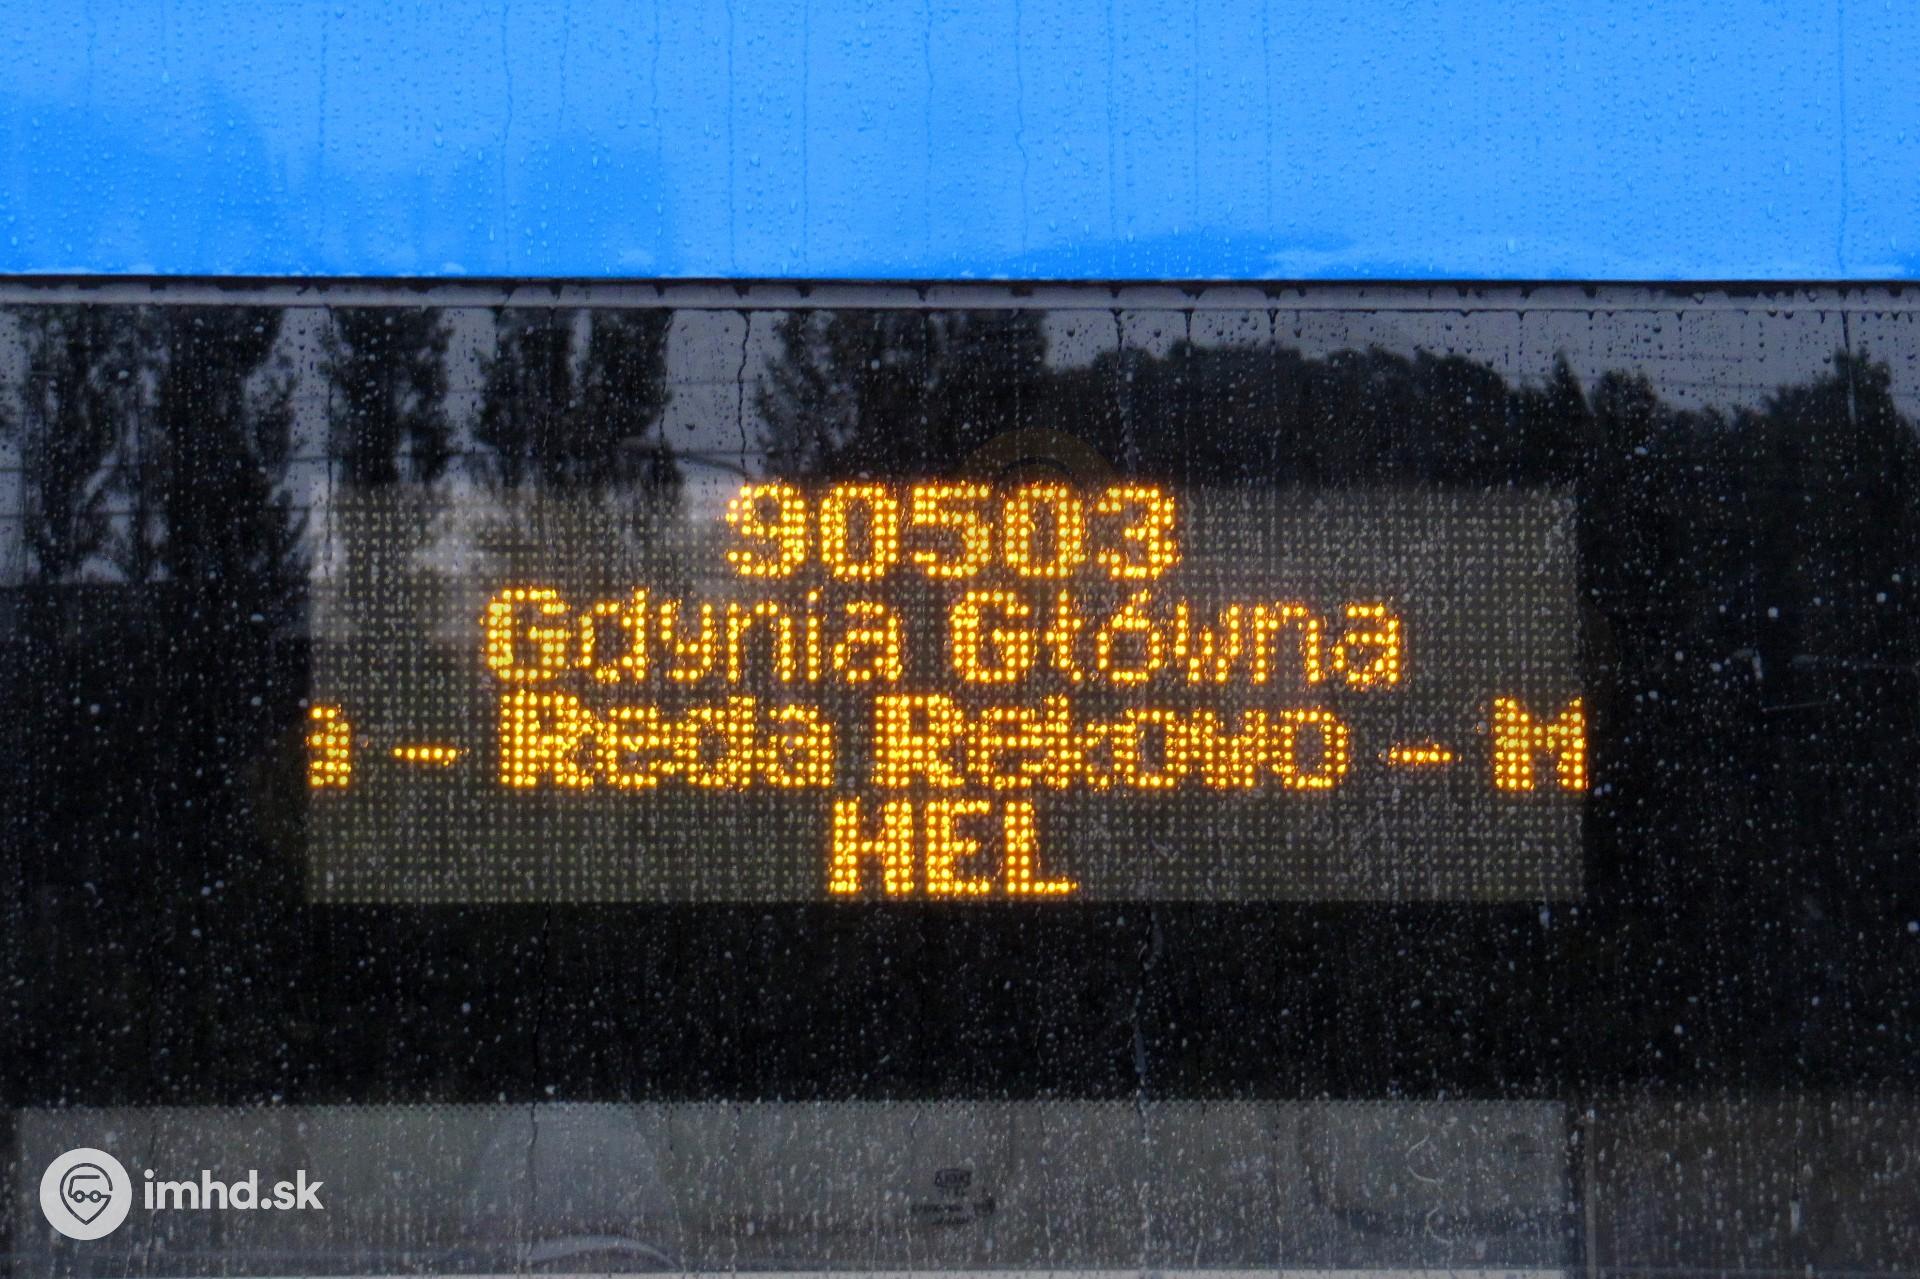 90503
Gdynia Główna
a - Reda Rekowo - M
HEL
imhd.sk